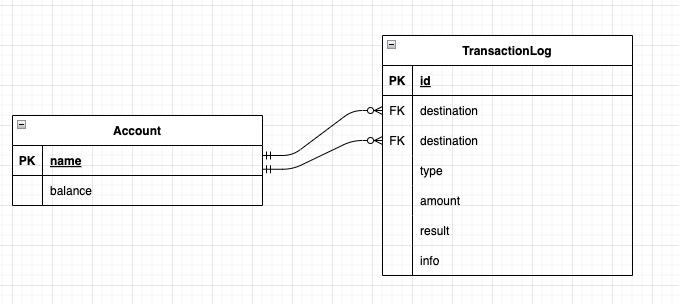 Account
PK name
balance
TransactionLog
PK id
FK destination
FK destination
type
amount
result
info